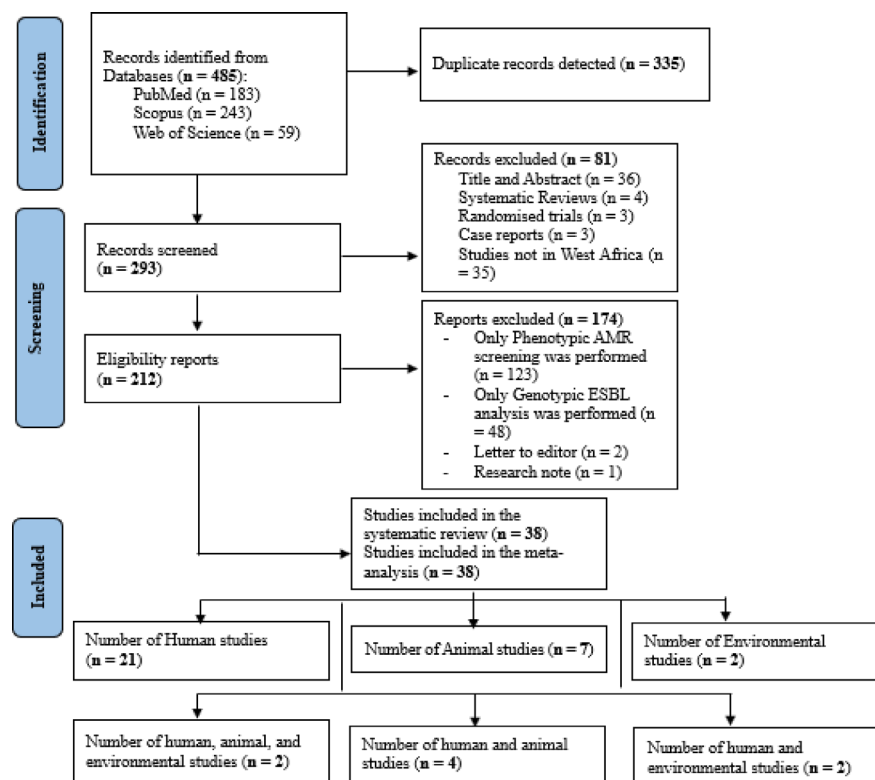 Identification
Records identified from
Databases (n = 485):
PubMed (n = 183)
Scopus (n = 243)
Web of Science (n = 59)
Duplicate records detected (n = 335)
Screening
Records screened
(n = 293)
Records excluded (n = 81)
Title and Abstract (n = 36)
Systematic Reviews (n = 4)
Randomised trials (n = 3)
Case reports (n = 3)
Studies not in West Africa (n
= 35)
Eligibility reports
(n = 212)
Reports excluded (n = 174)
- Only Phenotypic AMR
screening was performed
(n = 123)
- Only Genotypic ESBL
analysis was performed (n
= 48)
- Letter to editor (n = 2)
- Research note (n = 1)
Included
Studies included in the
systematic review (n = 38)
Studies included in the meta-
analysis (n = 38)
Number of Human studies
(n = 21)
Number of Animal studies (n = 7)
Number of Environmental
studies (n = 2)
Number of human, animal, and
environmental studies (n = 2)
Number of human and animal
studies (n = 4)
Number of human and
environmental studies (n = 2)